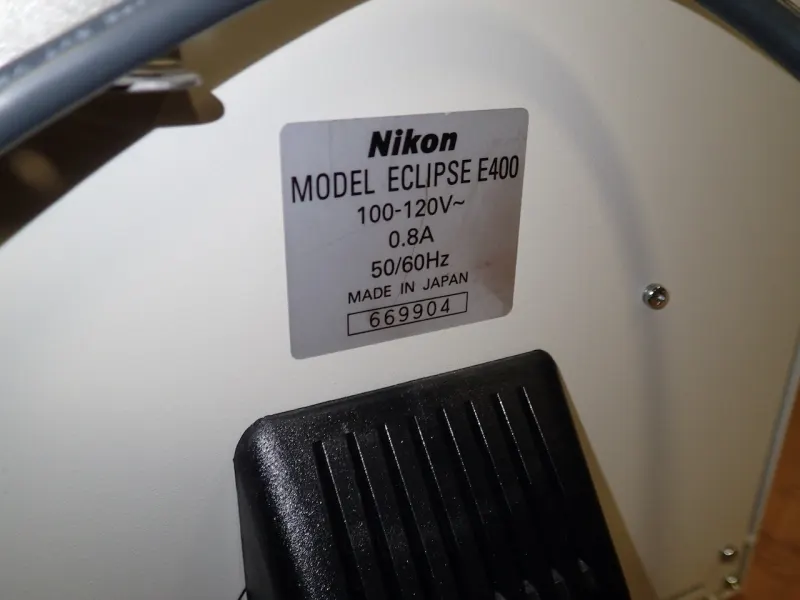 Nikon
MODEL ECLIPSE E400
100-120V~
0.8A
50/60Hz
MADE IN JAPAN
669904